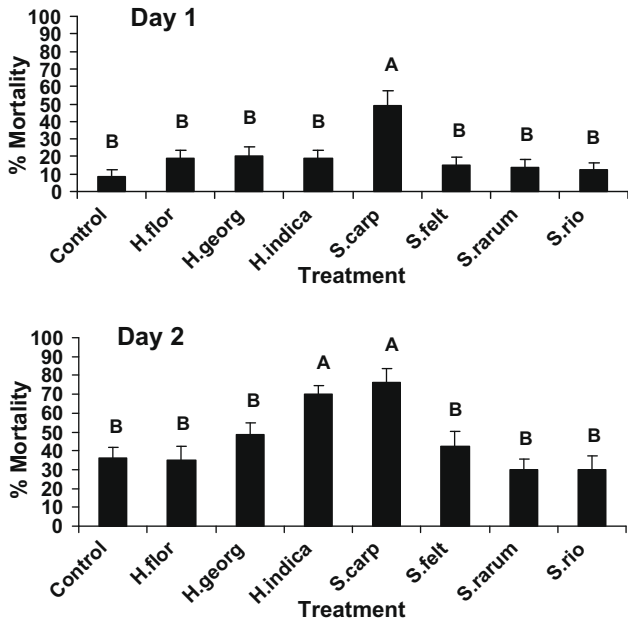 Day 1
% Mortality
100
90
80
70
60
50
40
30
20
10
0
B B B B A B B B
Control H.flor H.georg H.indica S.carp S.felt S.rarum S.rio
Treatment
Day 2
% Mortality
100
90
80
70
60
50
40
30
20
10
0
B B B A A B B B
Control H.flor H.georg H.indica S.carp S.felt S.rarum S.rio
Treatment